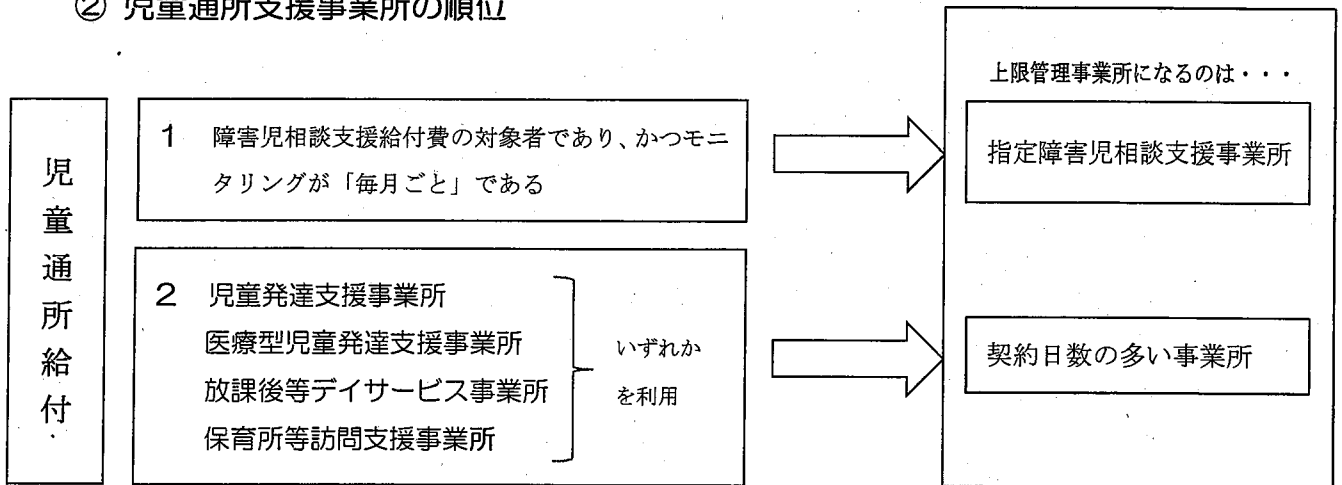 ② 児童通所支援事業所の順位
児童通所給付
1 障害児相談支援給付費の対象者であり、かつモニ
タリングが「毎月ごと」である
2 児童発達支援事業所
医療型児童発達支援事業所
放課後等デイサービス事業所
保育所等訪問支援事業所
いずれか
を利用
上限管理事業所になるのは・・・
指定障害児相談支援事業所
契約日数の多い事業所